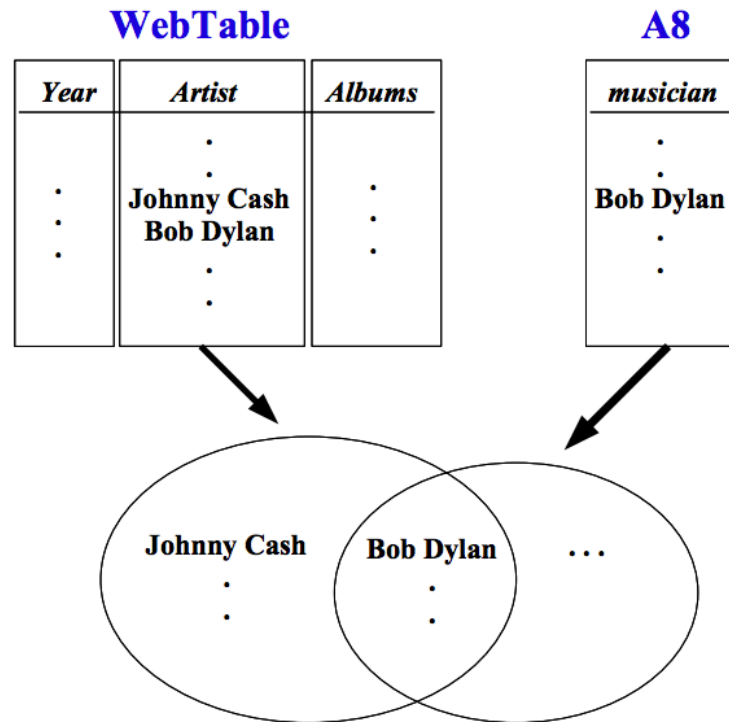 WebTable A8
Year Artist Albums musician
Johnny Cash
Bob Dylan
Bob Dylan
Johnny Cash Bob Dylan . . .